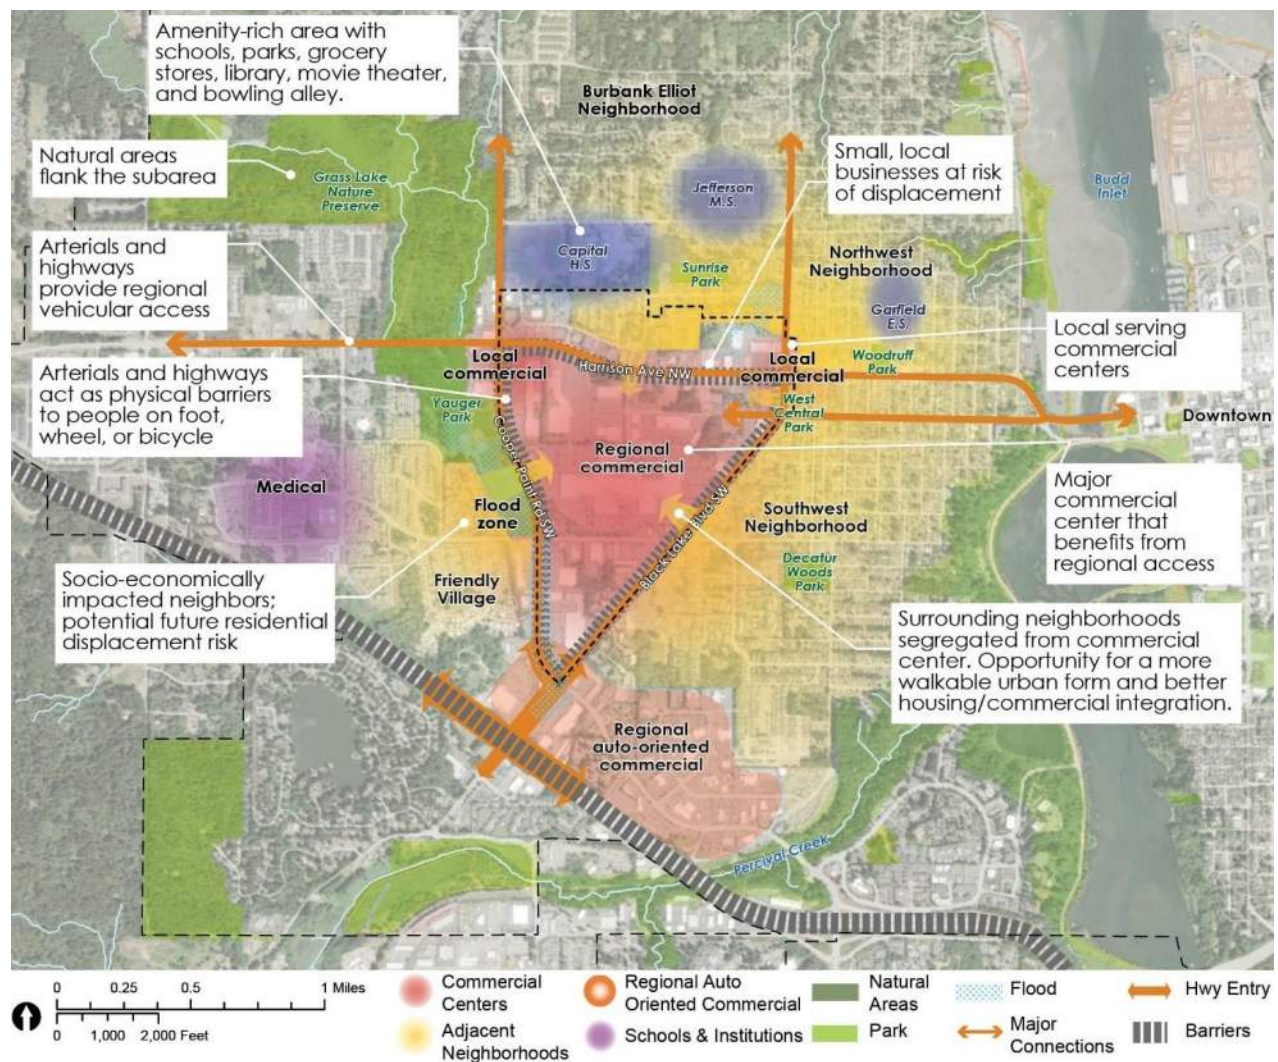 Amenity-rich area with
schools, parks, grocery
stores, library, movie theater,
and bowling alley.
Burbank Elliot
Neighborhood
Natural areas
flank the subarea
Grass Lake
Nature
Preserve
Jefferson
M.S.
Small, local
businesses at risk
of displacement
Budd
Inlet
Arterials and
highways
provide regional
vehicular access
Capital
H.S.
Sunrise
Park
Northwest
Neighborhood
Garfield
E.S.
Local serving
commercial
centers
Arterials and highways
act as physical barriers
to people on foot,
wheel, or bicycle
Local
commercial
Harrison Ave NW
Local
commercial
Woodruff
Park
Yauger
Park
West
Central
Park
Downtown
Cooper Point Rd SW
Regional
commercial
Major
commercial
center that
benefits from
regional access
Medical
Flood
zone
Black Lake Blvd SW
Southwest
Neighborhood
Decatur
Woods
Park
Socio-economically
impacted neighbors;
potential future residential
displacement risk
Friendly
Village
Surrounding neighborhoods
segregated from commercial
center. Opportunity for a more
walkable urban form and better
housing/commercial integration.
Regional
auto-oriented
commercial
Percival Creek
0 0.25 0.5 1 Miles
0 1,000 2,000 Feet
Commercial
Centers
Regional Auto
Oriented Commercial
Natural
Areas
Flood
Hwy Entry
Adjacent
Neighborhoods
Schools & Institutions
Park
Major
Connections
Barriers